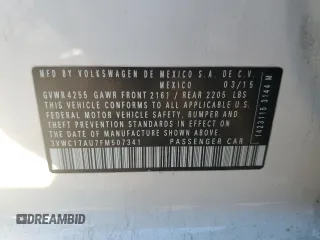 MFD BY VOLKSWAGEN DE MEXICO S.A. DE C.V.
MEXICO 03/15
GVWR 4255 GAWR FRONT 2161 / REAR 2205 LBS
THIS VEHICLE CONFORMS TO ALL APPLICABLE U.S.
FEDERAL MOTOR VEHICLE SAFETY, BUMPER AND
THEFT PREVENTION STANDARDS IN EFFECT ON THE
DATE OF MANUFACTURE SHOWN ABOVE.
3VWC17AU7FM507341 PASSENGER CAR
1423115 3144 M
DREAMBID